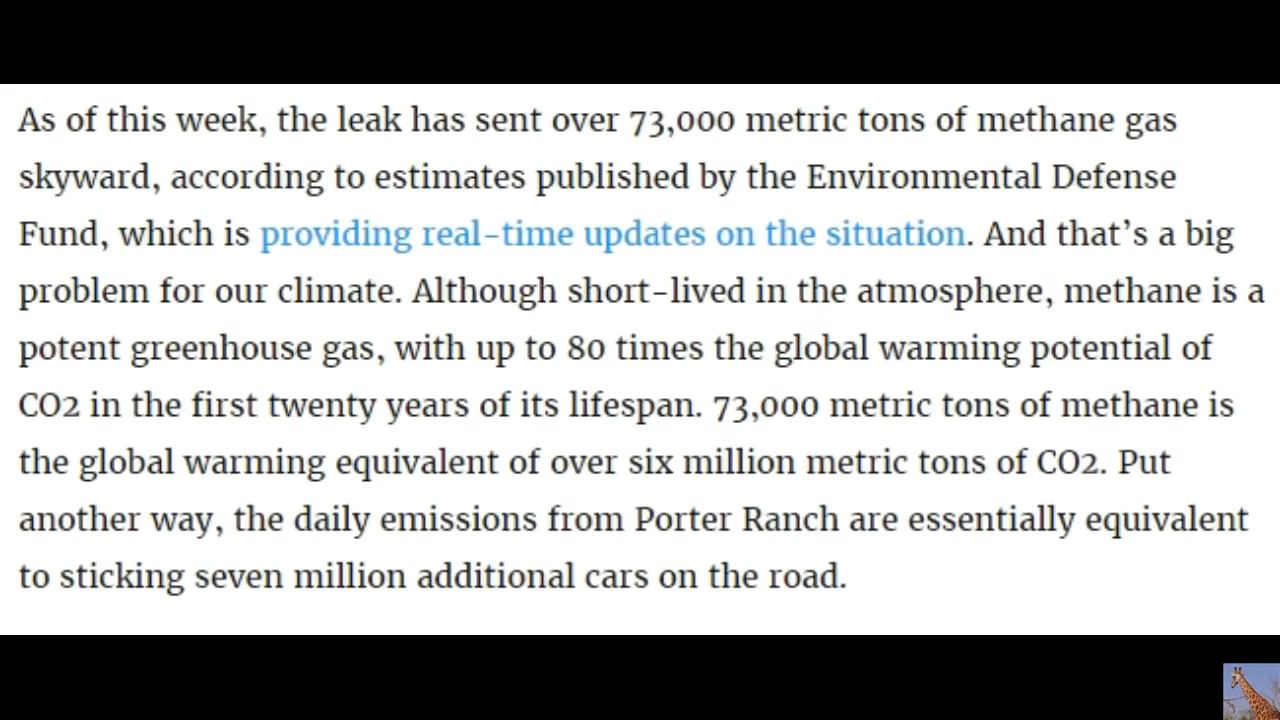 As of this week, the leak has sent over 73,000 metric tons of methane gas
skyward, according to estimates published by the Environmental Defense
Fund, which is providing real-time updates on the situation. And that’s a big
problem for our climate. Although short-lived in the atmosphere, methane is a
potent greenhouse gas, with up to 80 times the global warming potential of
CO2 in the first twenty years of its lifespan. 73,000 metric tons of methane is
the global warming equivalent of over six million metric tons of CO2. Put
another way, the daily emissions from Porter Ranch are essentially equivalent
to sticking seven million additional cars on the road.